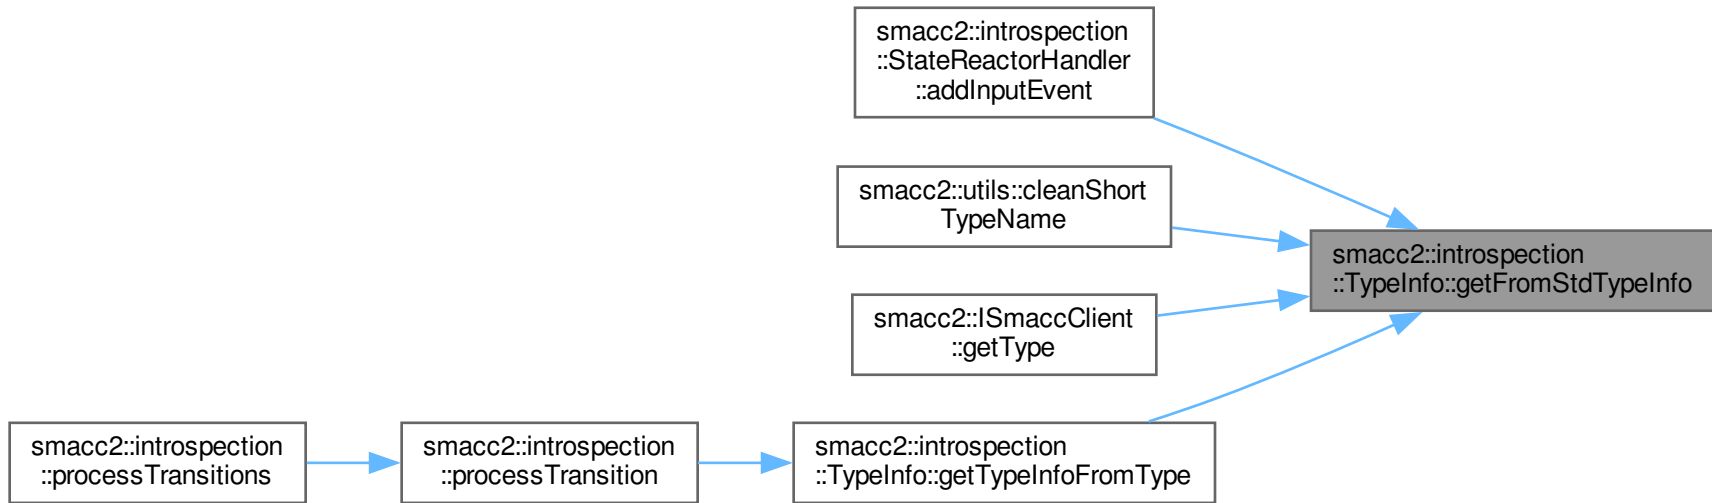 smacc2::introspection
::StateReactorHandler
::addInputEvent
smacc2::utils::cleanShort
TypeName
smacc2::introspection
::TypeInfo::getFromStdTypeInfo
smacc2::ISmaccClient
::getType
smacc2::introspection
::processTransitions
smacc2::introspection
::processTransition
smacc2::introspection
::TypeInfo::getTypeInfoFromType